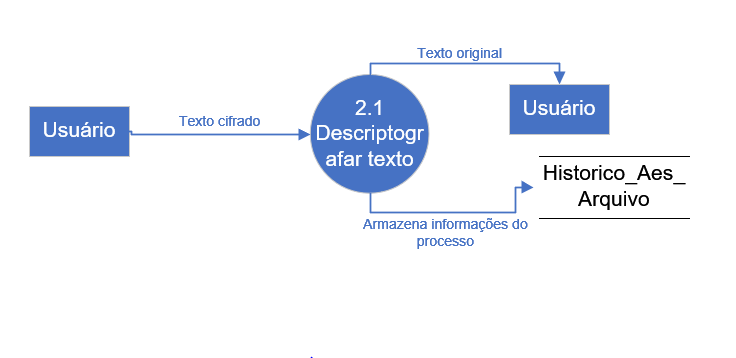 Texto original
2.1
Descriptogr
afar texto
Usuário
Texto cifrado
Usuário
Historico_Aes_
Arquivo
Armazena informações do
processo